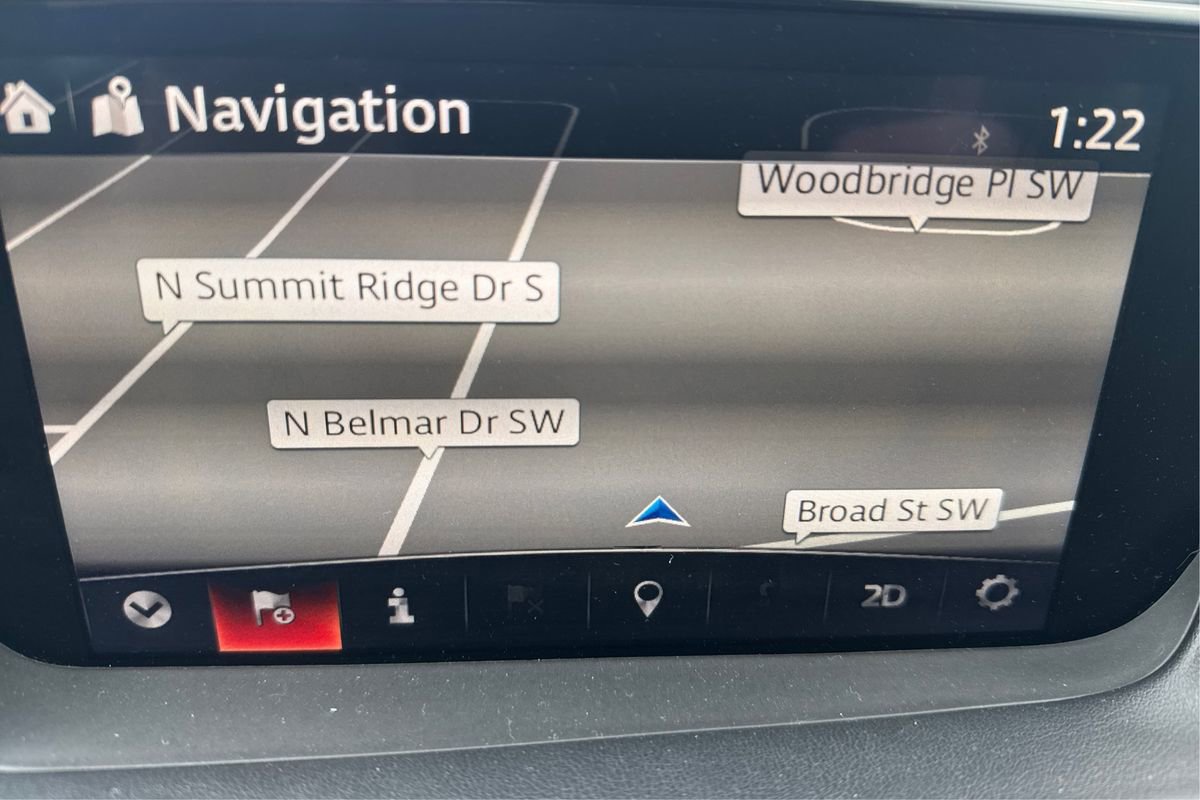 Navigation
1:22
Woodbridge Pl SW
N Summit Ridge Dr S
N Belmar Dr SW
Broad St SW
2D